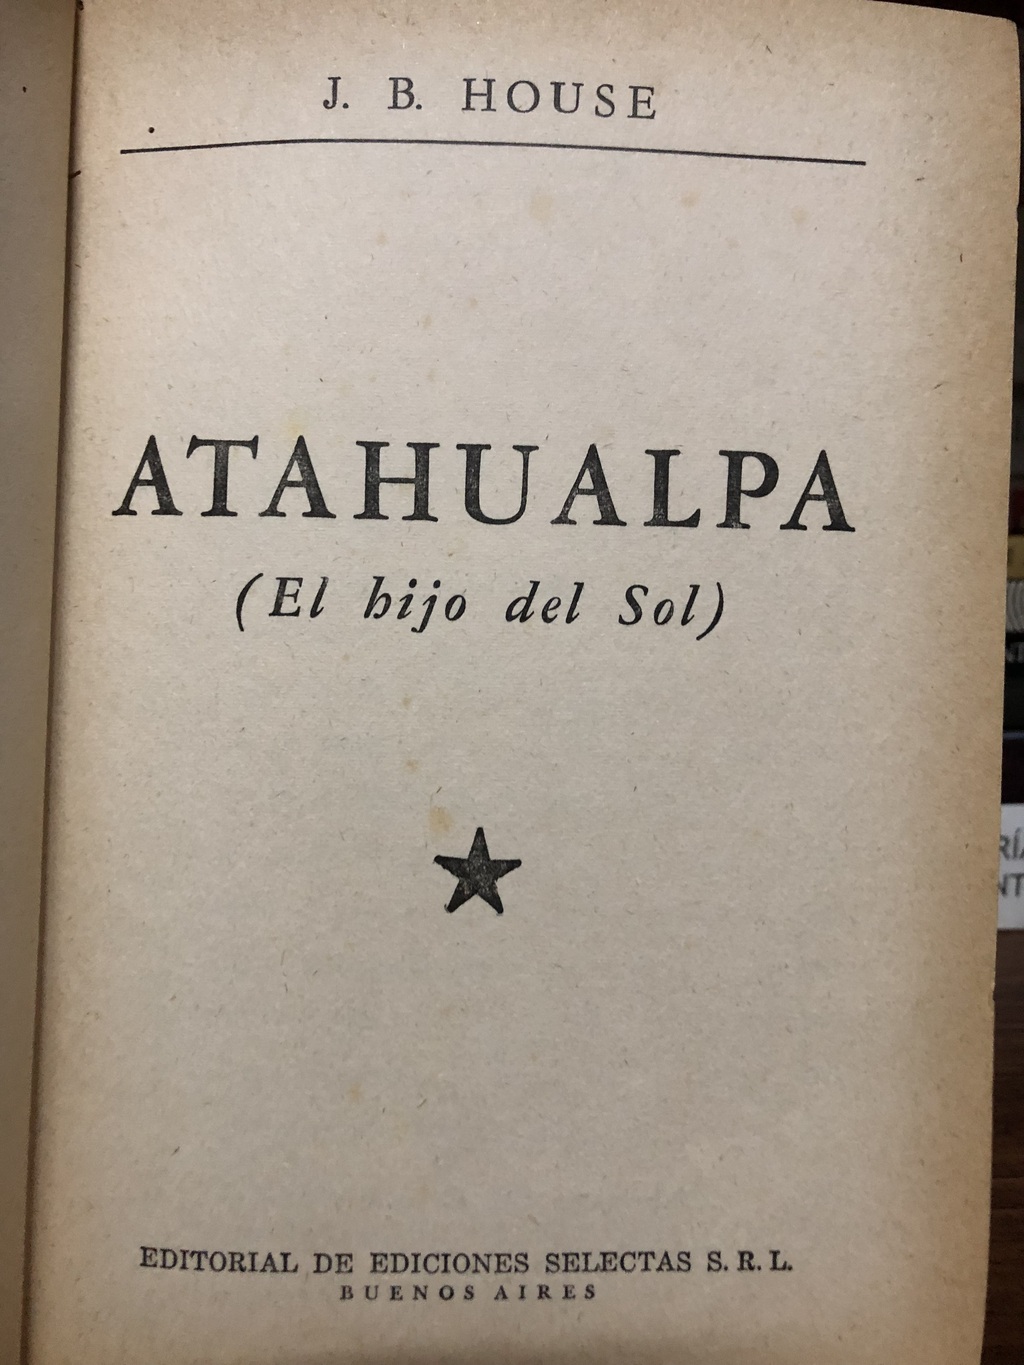 J. B. HOUSE
ATAHUALPA
(El hijo del Sol)
EDITORIAL DE EDICIONES SELECTAS S. R. L.
BUENOS AIRES